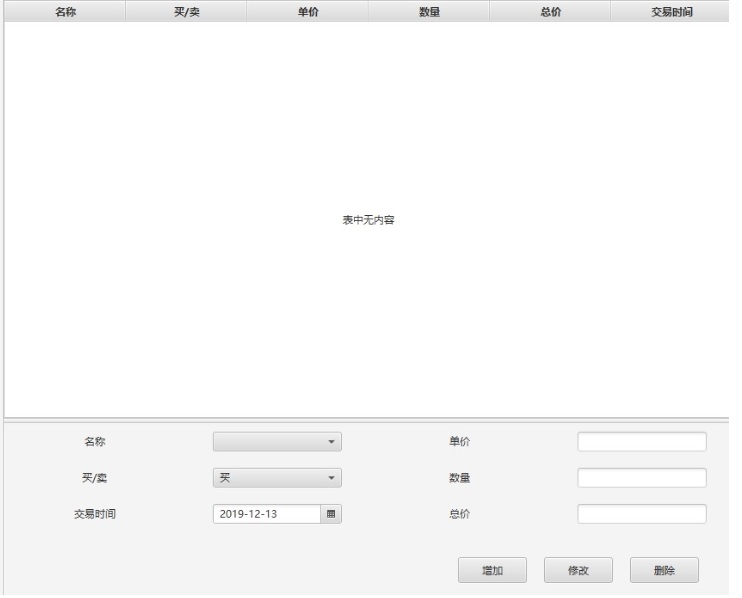 名称 买/卖 单价 数量 总价 交易时间
表中无内容
名称 单价
买/卖 买 数量
交易时间 2019-12-13 总价
增加 修改 删除